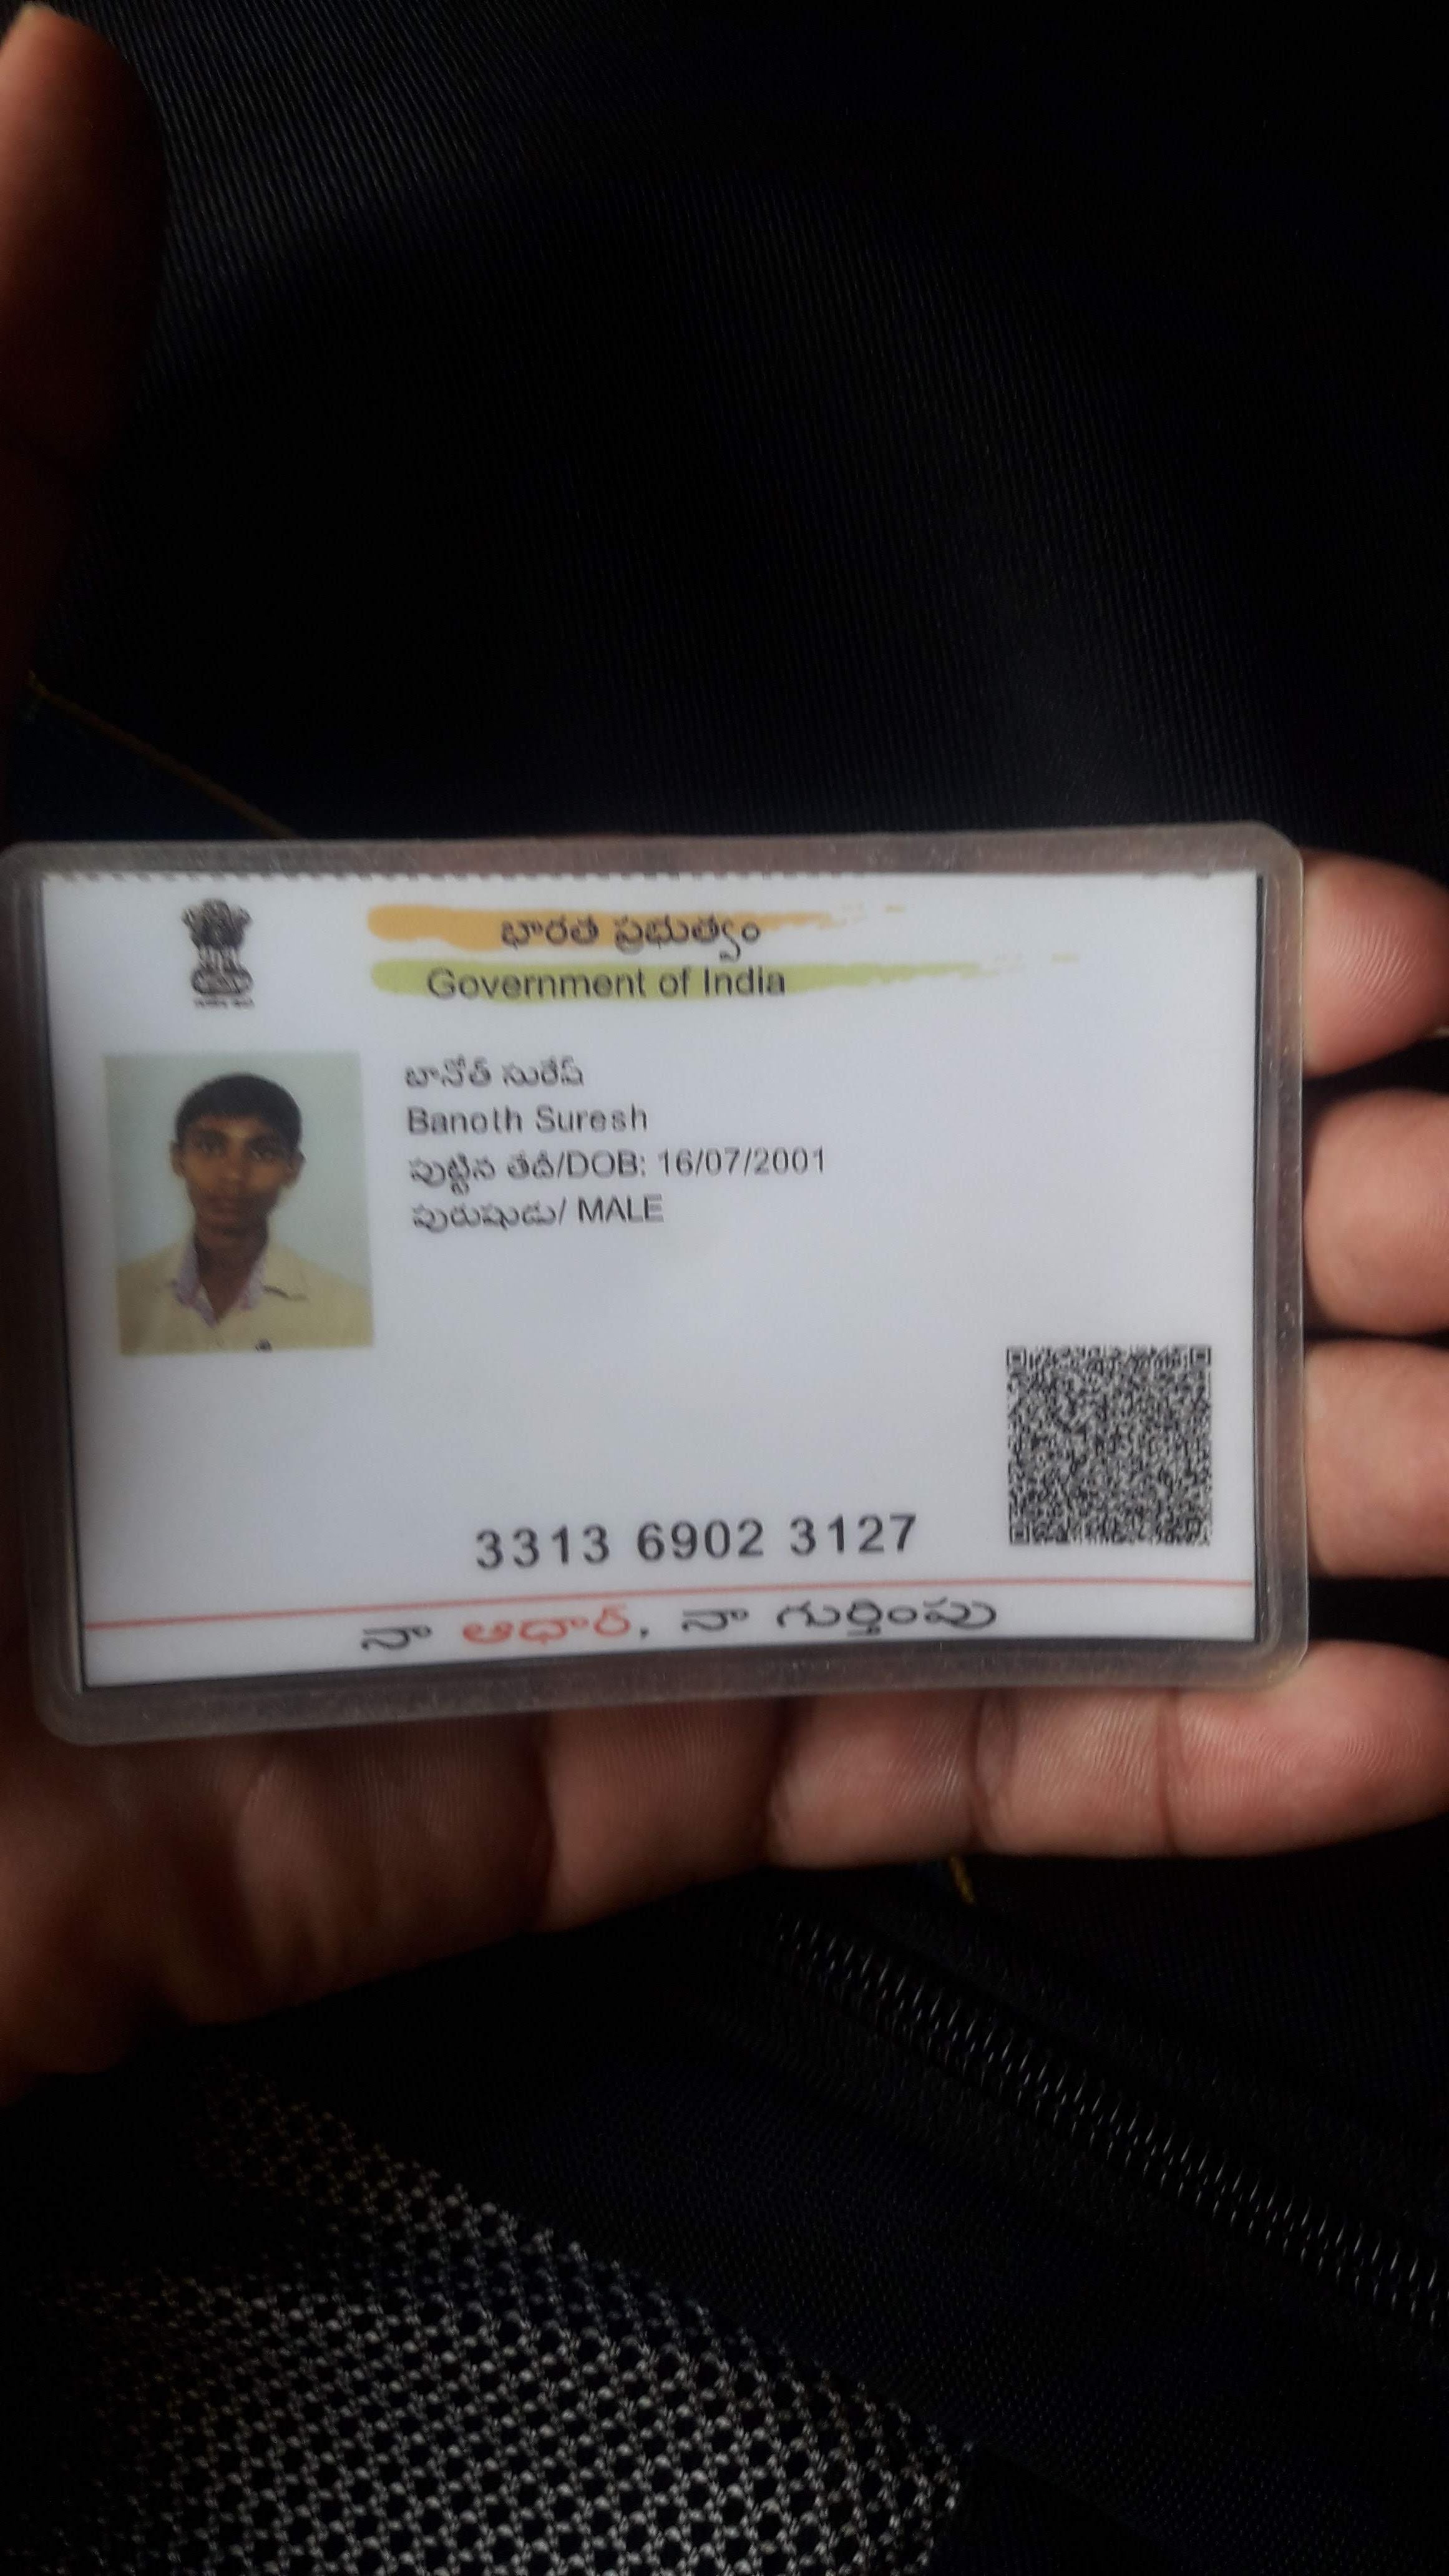 భారత ప్రభుత్వం
Government of India
బానోత్ సురేష్
Banoth Suresh
పుట్టిన తేదీ/DOB: 16/07/2001
పురుషుడు/ MALE
3313 6902 3127
నా ఆధార్, నా గుర్తింపు